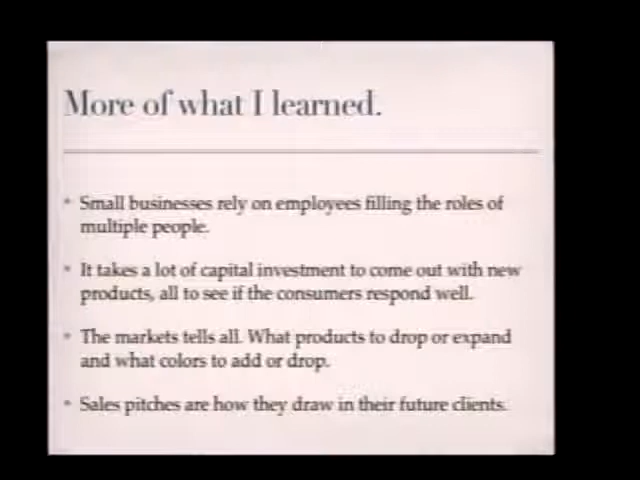 More of what I learned.
Small businesses rely on employees filling the roles of
multiple people.
It takes a lot of capital investment to come out with new
products, all to see if the consumers respond well.
The markets tells all. What products to drop or expand
and what colors to add or drop.
Sales pitches are how they draw in their future clients.